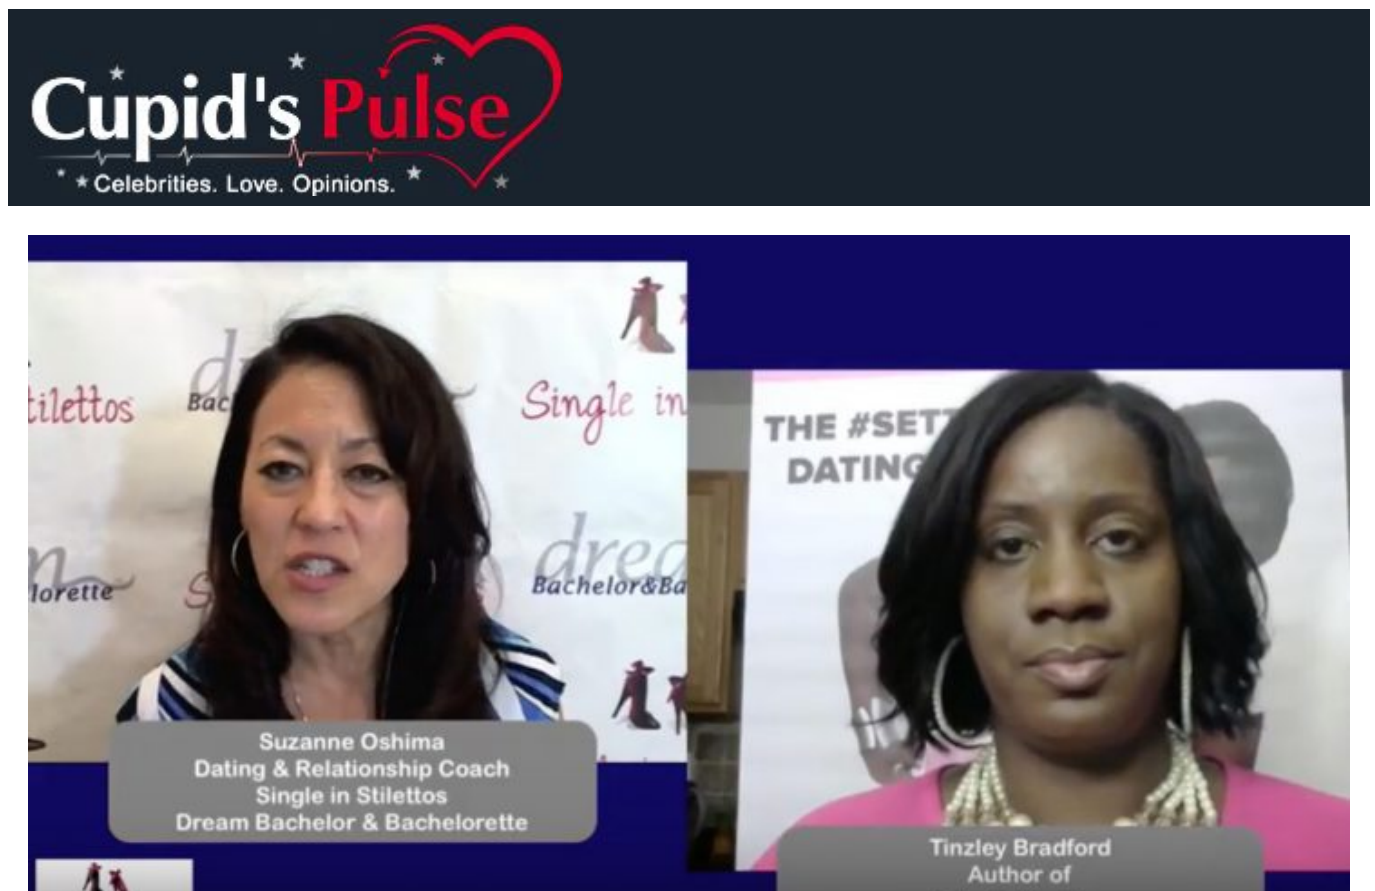 Cupid's Pulse
Celebrities. Love. Opinions.
tilettos
Bac
Single in
lorette
Bachelor&Ba
THE #SETT
DATING
Suzanne Oshima
Dating & Relationship Coach
Single in Stilettos
Dream Bachelor & Bachelorette
Tinzley Bradford
Author of